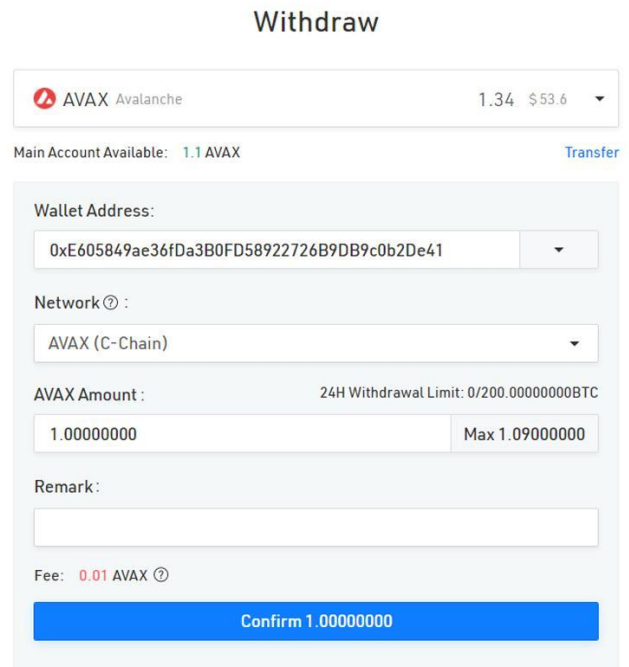 Withdraw
AVAX Avalanche 1.34 $53.6
Main Account Available: 1.1 AVAX Transfer
Wallet Address:
0xE605849ae36fDa3B0FD58922726B9DB9c0b2De41
Network ? :
AVAX (C-Chain)
AVAX Amount : 24H Withdrawal Limit: 0/200.00000000BTC
1.00000000 Max 1.09000000
Remark :
Fee: 0.01 AVAX ?
Confirm 1.00000000